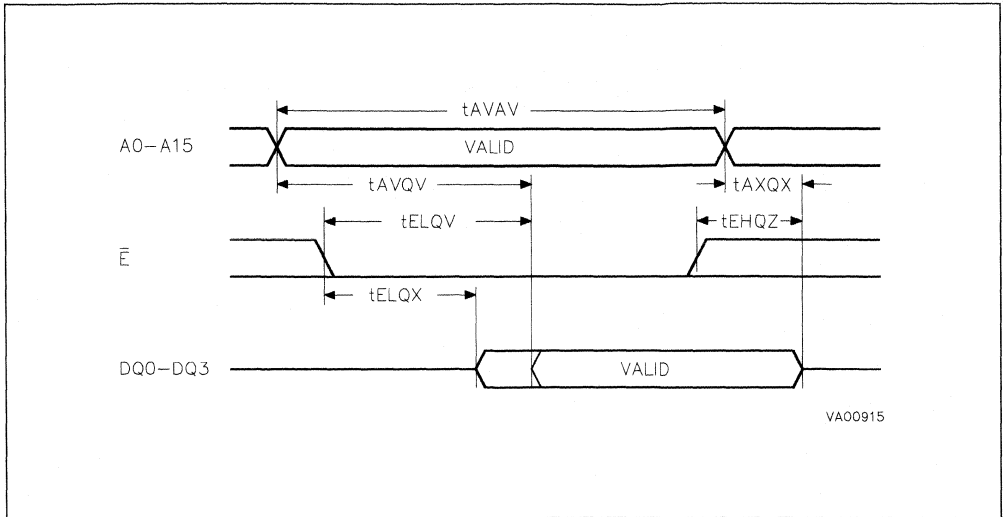 tAVAV
A0-A15
VALID
tAVQV
tAXQX
tELQV
tEHQZ
E̅
tELQX
DQ0-DQ3
VALID
VA00915